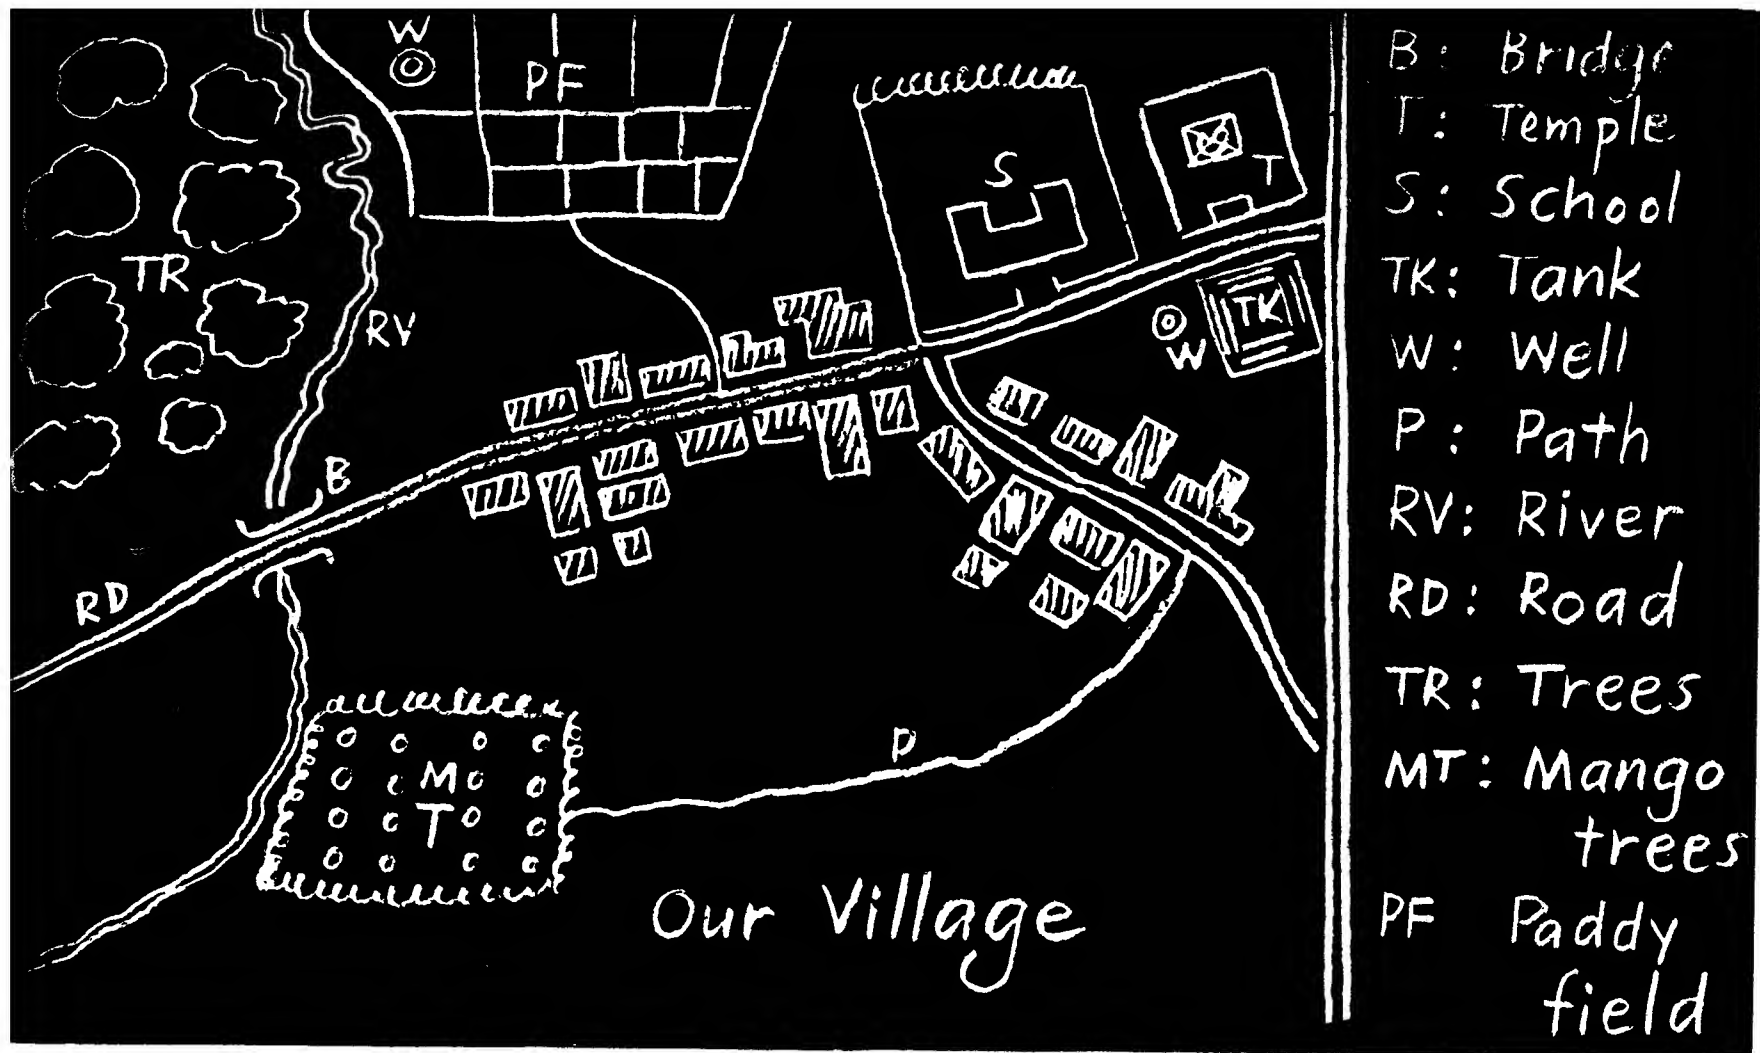 W
PF
S
T
TR
RV
TK
W
B
RD
P
M
T
Our Village
B: Bridge
T: Temple
S: School
TK: Tank
W: Well
P: Path
RV: River
RD: Road
TR: Trees
MT: Mango
trees
PF Paddy
field